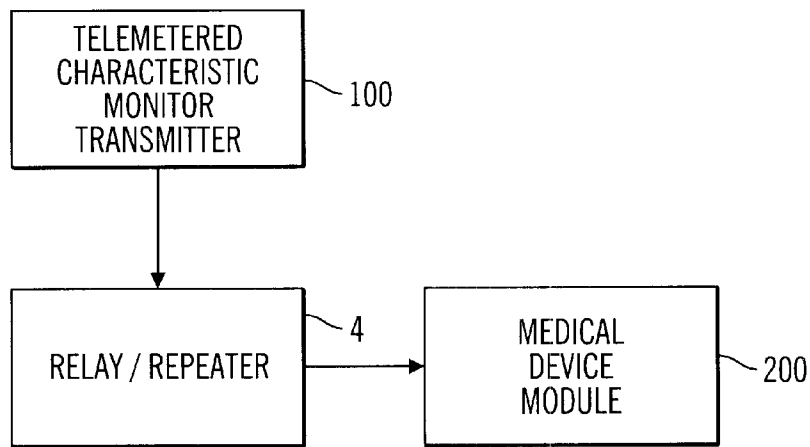 TELEMETERED
CHARACTERISTIC
MONITOR
TRANSMITTER
100
RELAY / REPEATER
4
MEDICAL
DEVICE
MODULE
200